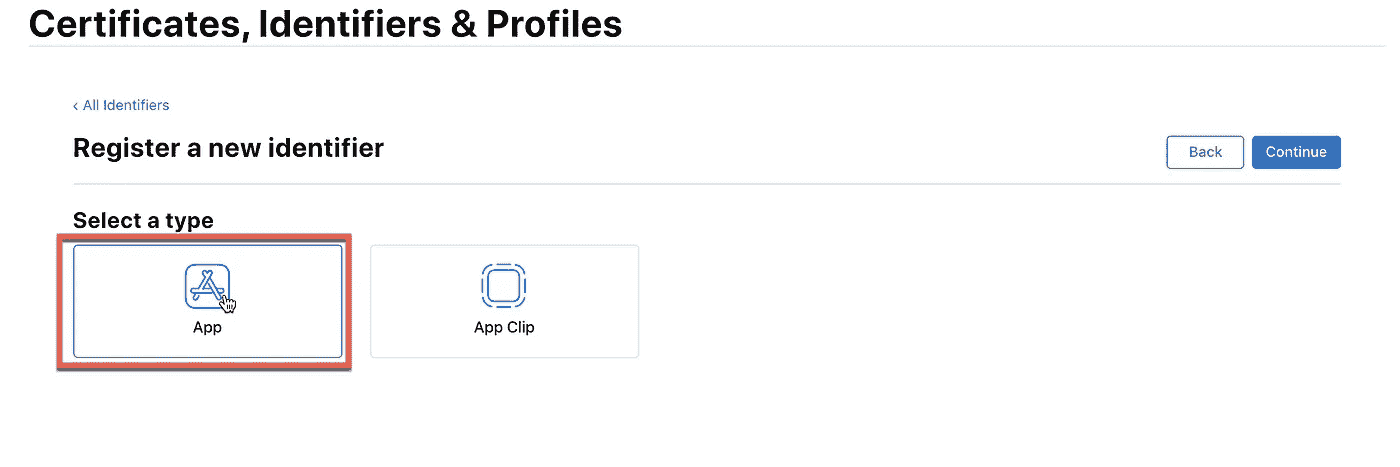 Certificates, Identifiers & Profiles
‹ All Identifiers
Register a new identifier
Back
Continue
Select a type
App
App Clip